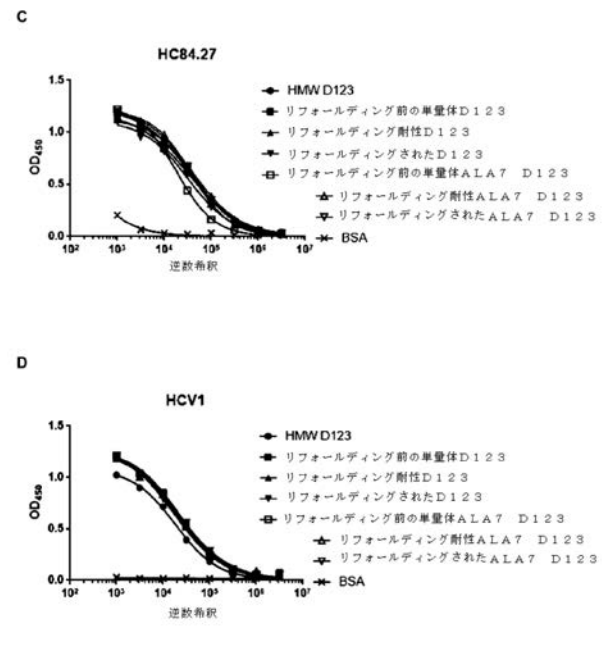 C
HC84.27
1.5
1.0
0.5
0.0
OD450
10² 10³ 10⁴ 10⁵ 10⁶ 10⁷
逆数希釈
HMW D123
リフォールディング前の単量体D123
リフォールディング耐性D123
リフォールディングされたD123
リフォールディング前の単量体ALA7 D123
リフォールディング耐性ALA7 D123
リフォールディングされたALA7 D123
BSA
D
HCV1
1.5
1.0
0.5
0.0
OD450
10² 10³ 10⁴ 10⁵ 10⁶ 10⁷
逆数希釈
HMW D123
リフォールディング前の単量体D123
リフォールディング耐性D123
リフォールディングされたD123
リフォールディング前の単量体ALA7 D123
リフォールディング耐性ALA7 D123
リフォールディングされたALA7 D123
BSA